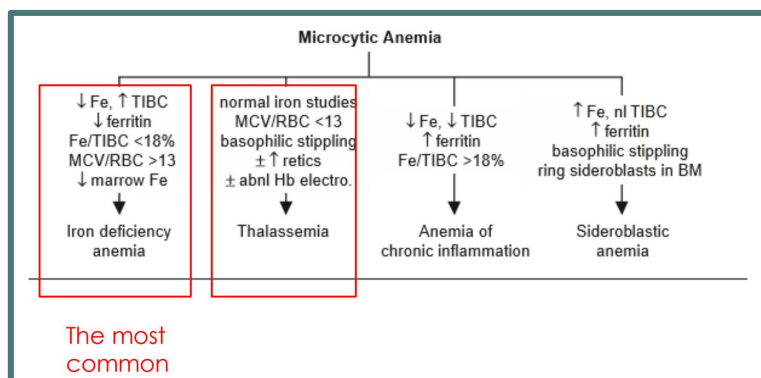 Microcytic Anemia
↓Fe, ↑TIBC
↓ferritin
Fe/TIBC <18%
MCV/RBC >13
↓marrow Fe
Iron deficiency
anemia
normal iron studies
MCV/RBC <13
basophilic stippling
±↑retics
± abnl Hb electro.
Thalassemia
↓Fe, ↓TIBC
↑ferritin
Fe/TIBC >18%
Anemia of
chronic inflammation
↑Fe, nl TIBC
↑ferritin
basophilic stippling
ring sideroblasts in BM
Sideroblastic
anemia
The most
common